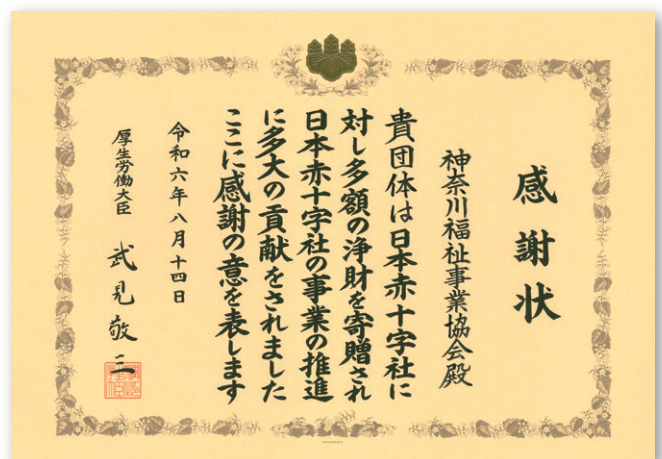 感謝状
神奈川福祉事業協会殿
貴団体は日本赤十字社に
対し多額の浄財を寄贈され
日本赤十字社の事業の推進
に多大の貢献をされました
ここに感謝の意を表します
令和六年八月十四日
厚生労働大臣 武見敬三